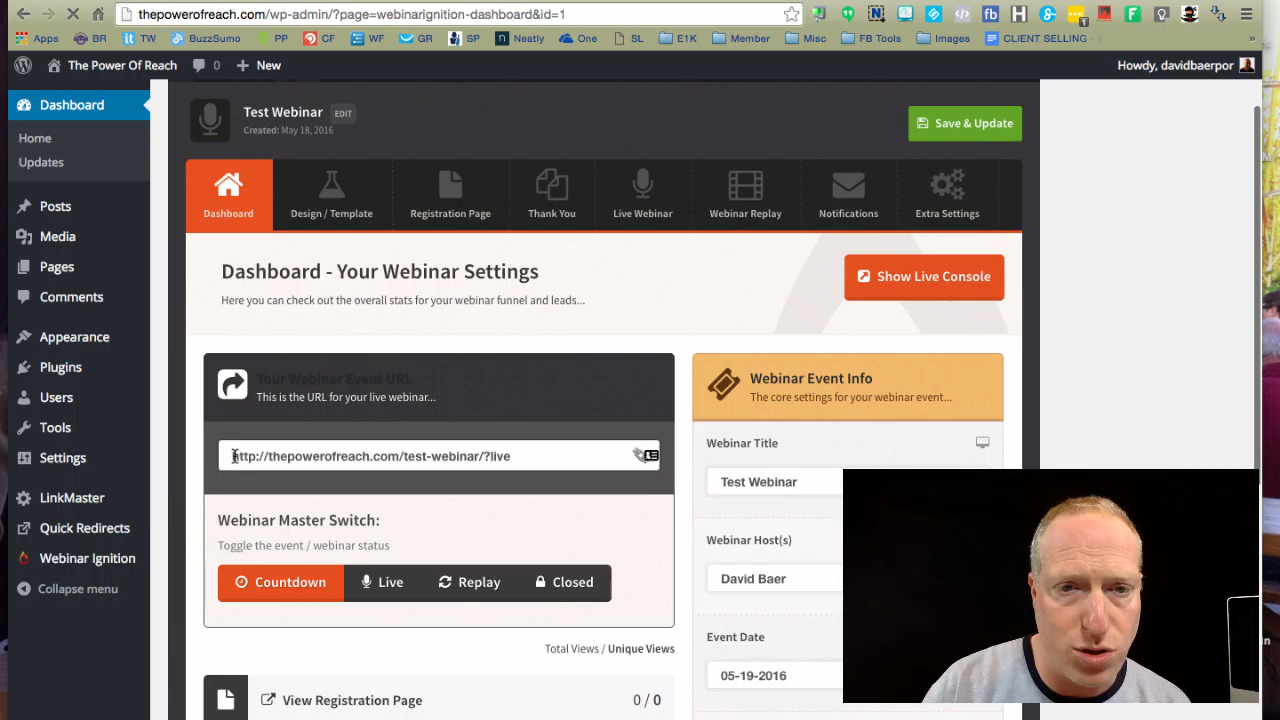 thepowerofreach.com/wp-admin/?page=webinarignition-dashboard&id=1
Apps BR TW BuzzSumo PP CF WF GR SP Neatly One SL E1K Member Misc FB Tools Images CLIENT SELLING -
The Power Of Reach 0 New Howdy, davidbaerpor
Dashboard
Home
Updates
Posts
Media
Pages
Comments
Appearance
Plugins
Users
Tools
Settings
LinkMaster
Quick Redirects
Webinar Ignition
Collapse menu
Test Webinar EDIT
Created: May 18, 2016
Save & Update
Dashboard Design / Template Registration Page Thank You Live Webinar Webinar Replay Notifications Extra Settings
Dashboard - Your Webinar Settings
Here you can check out the overall stats for your webinar funnel and leads...
Show Live Console
Your Webinar Event URL
This is the URL for your live webinar...
http://thepowerofreach.com/test-webinar/?live
Webinar Master Switch:
Toggle the event / webinar status
Countdown Live Replay Closed
Total Views / Unique Views
View Registration Page 0 / 0
Webinar Event Info
The core settings for your webinar event...
Webinar Title
Test Webinar
Webinar Host(s)
David Baer
Event Date
05-19-2016